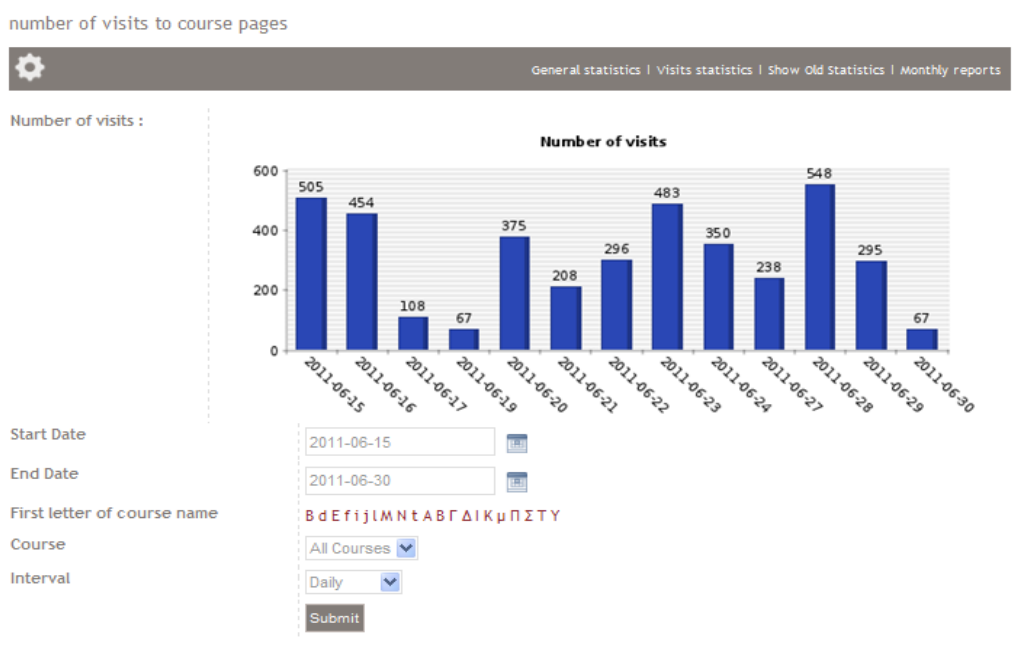 number of visits to course pages
General statistics | Visits statistics | Show Old Statistics | Monthly reports
Number of visits :
Number of visits
600
400
200
0
505
454
108
67
375
208
296
483
350
238
548
295
67
2011-06-15
2011-06-16
2011-06-17
2011-06-19
2011-06-20
2011-06-21
2011-06-22
2011-06-23
2011-06-24
2011-06-27
2011-06-28
2011-06-29
2011-06-30
Start Date
2011-06-15
End Date
2011-06-30
First letter of course name
B d E f i j l M N t Α Β Γ Δ Ι Κ μ Π Σ Τ Υ
Course
All Courses
Interval
Daily
Submit